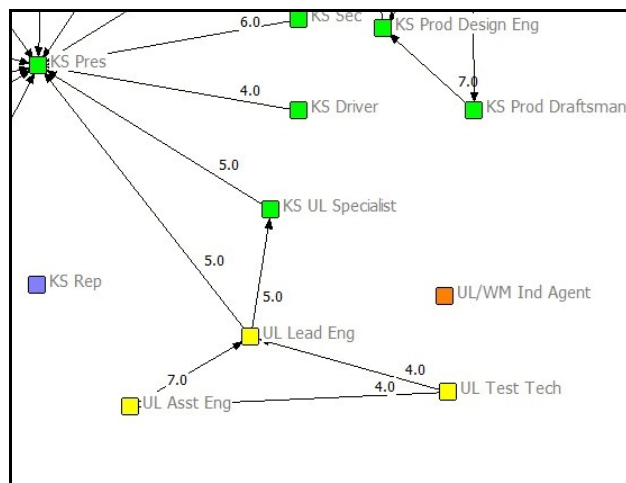 6.0
KS Sec
KS Prod Design Eng
KS Pres
4.0
KS Driver
7.0
KS Prod Draftsman
5.0
KS UL Specialist
5.0
KS Rep
5.0
UL/WM Ind Agent
UL Lead Eng
7.0
4.0
4.0
UL Test Tech
UL Asst Eng